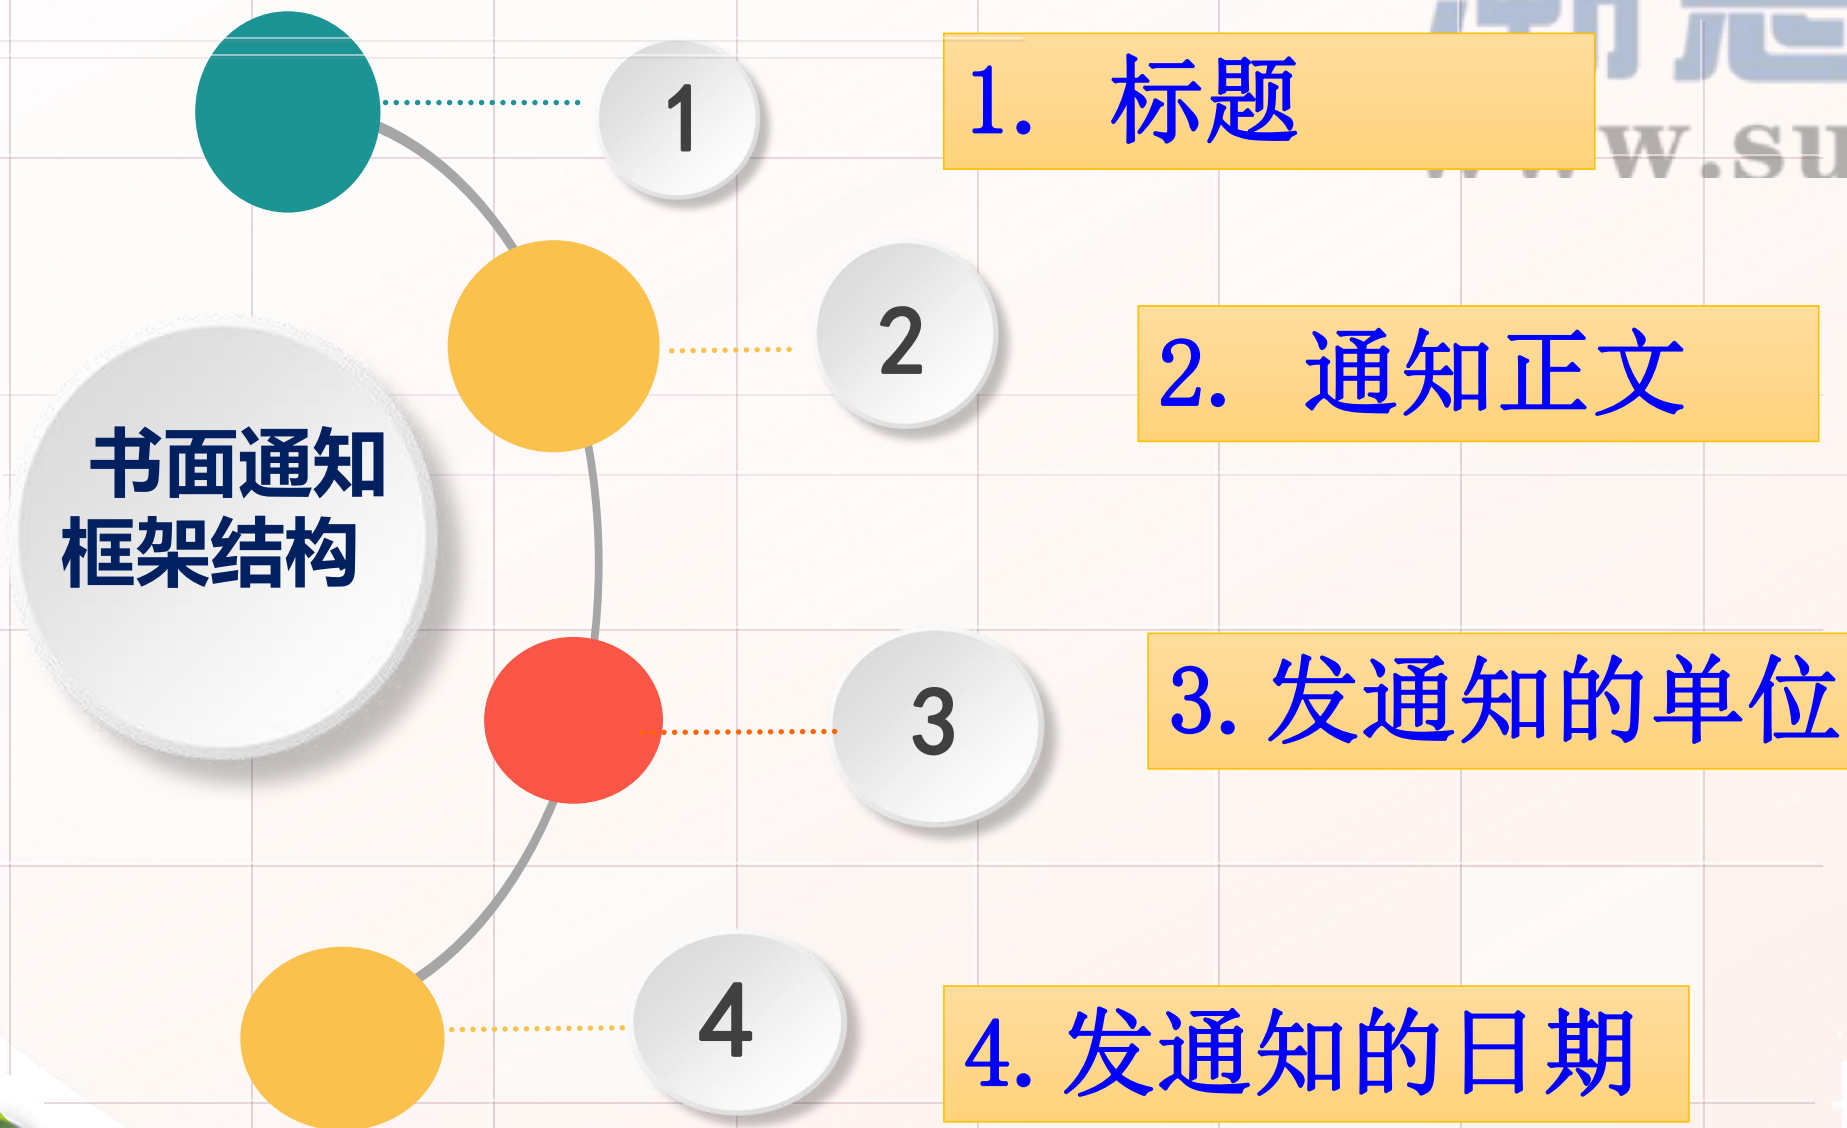 1
1. 标题
w.su
2
2. 通知正文
书面通知
框架结构
3
3.发通知的单位
4
4.发通知的日期